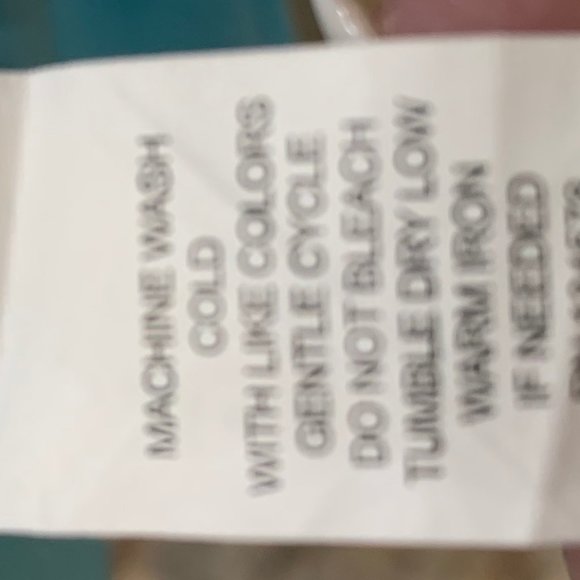 MACHINE WASH
COLD
WITH LIKE COLORS
GENTLE CYCLE
DO NOT BLEACH
TUMBLE DRY LOW
WARM IRON
IF NEEDED